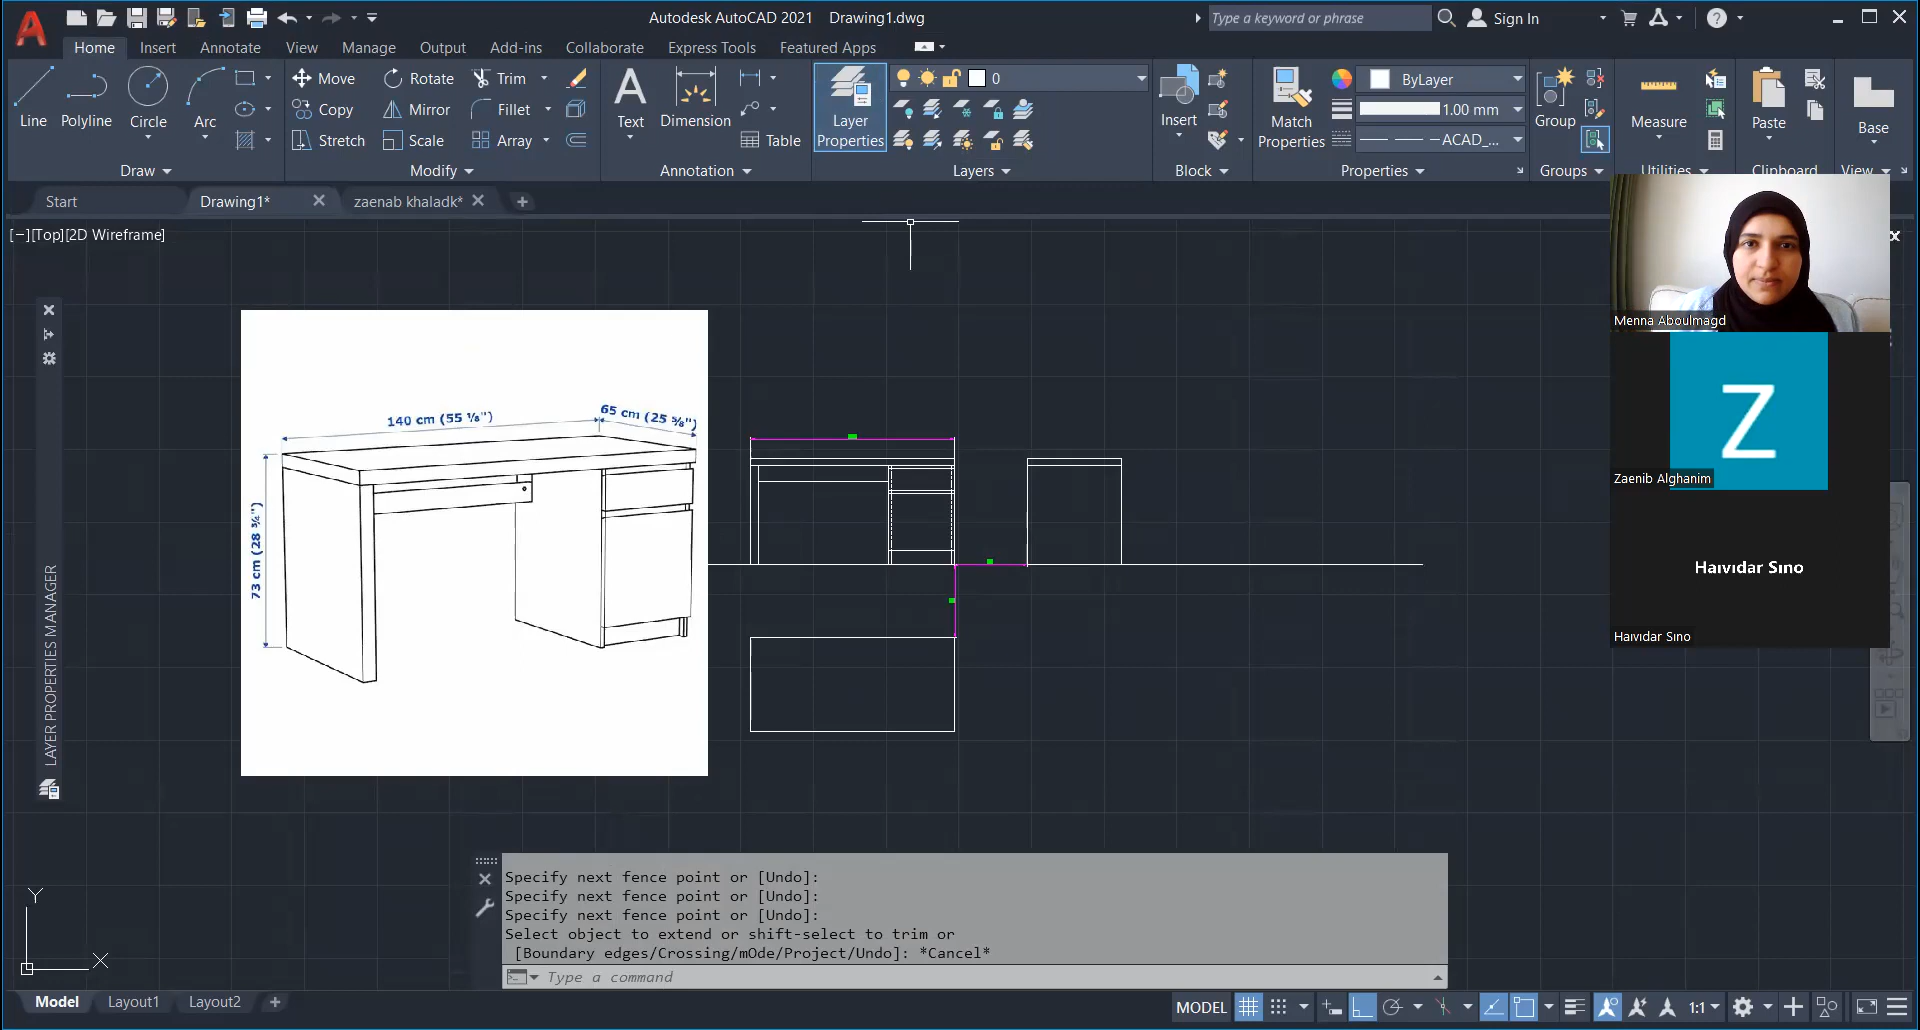 Autodesk AutoCAD 2021 Drawing1.dwg
Type a keyword or phrase
Sign In
Home Insert Annotate View Manage Output Add-ins Collaborate Express Tools Featured Apps
Line
Polyline
Circle
Arc
Draw
Move Rotate Trim
Copy Mirror Fillet
Stretch Scale Array
Modify
Text
Dimension
Table
Annotation
Layer
Properties
0
Layers
Insert
Block
Match
Properties
ByLayer
1.00 mm
ACAD_...
Properties
Group
Groups
Measure
Utilities
Paste
Clipboard
Base
View
Start
Drawing1*
zaenab khaladk*
[−][Top][2D Wireframe]
LAYER PROPERTIES MANAGER
140 cm (55 ⅛")
65 cm (25 ⅝")
73 cm (28 ¾")
Menna Aboulmagd
Z
Zaenib Alghanim
Haıvıdar Sıno
Haıvıdar Sıno
Specify next fence point or [Undo]:
Specify next fence point or [Undo]:
Specify next fence point or [Undo]:
Select object to extend or shift-select to trim or
[Boundary edges/Crossing/mOde/Project/Undo]: *Cancel*
Type a command
Y
X
Model Layout1 Layout2
MODEL
1:1